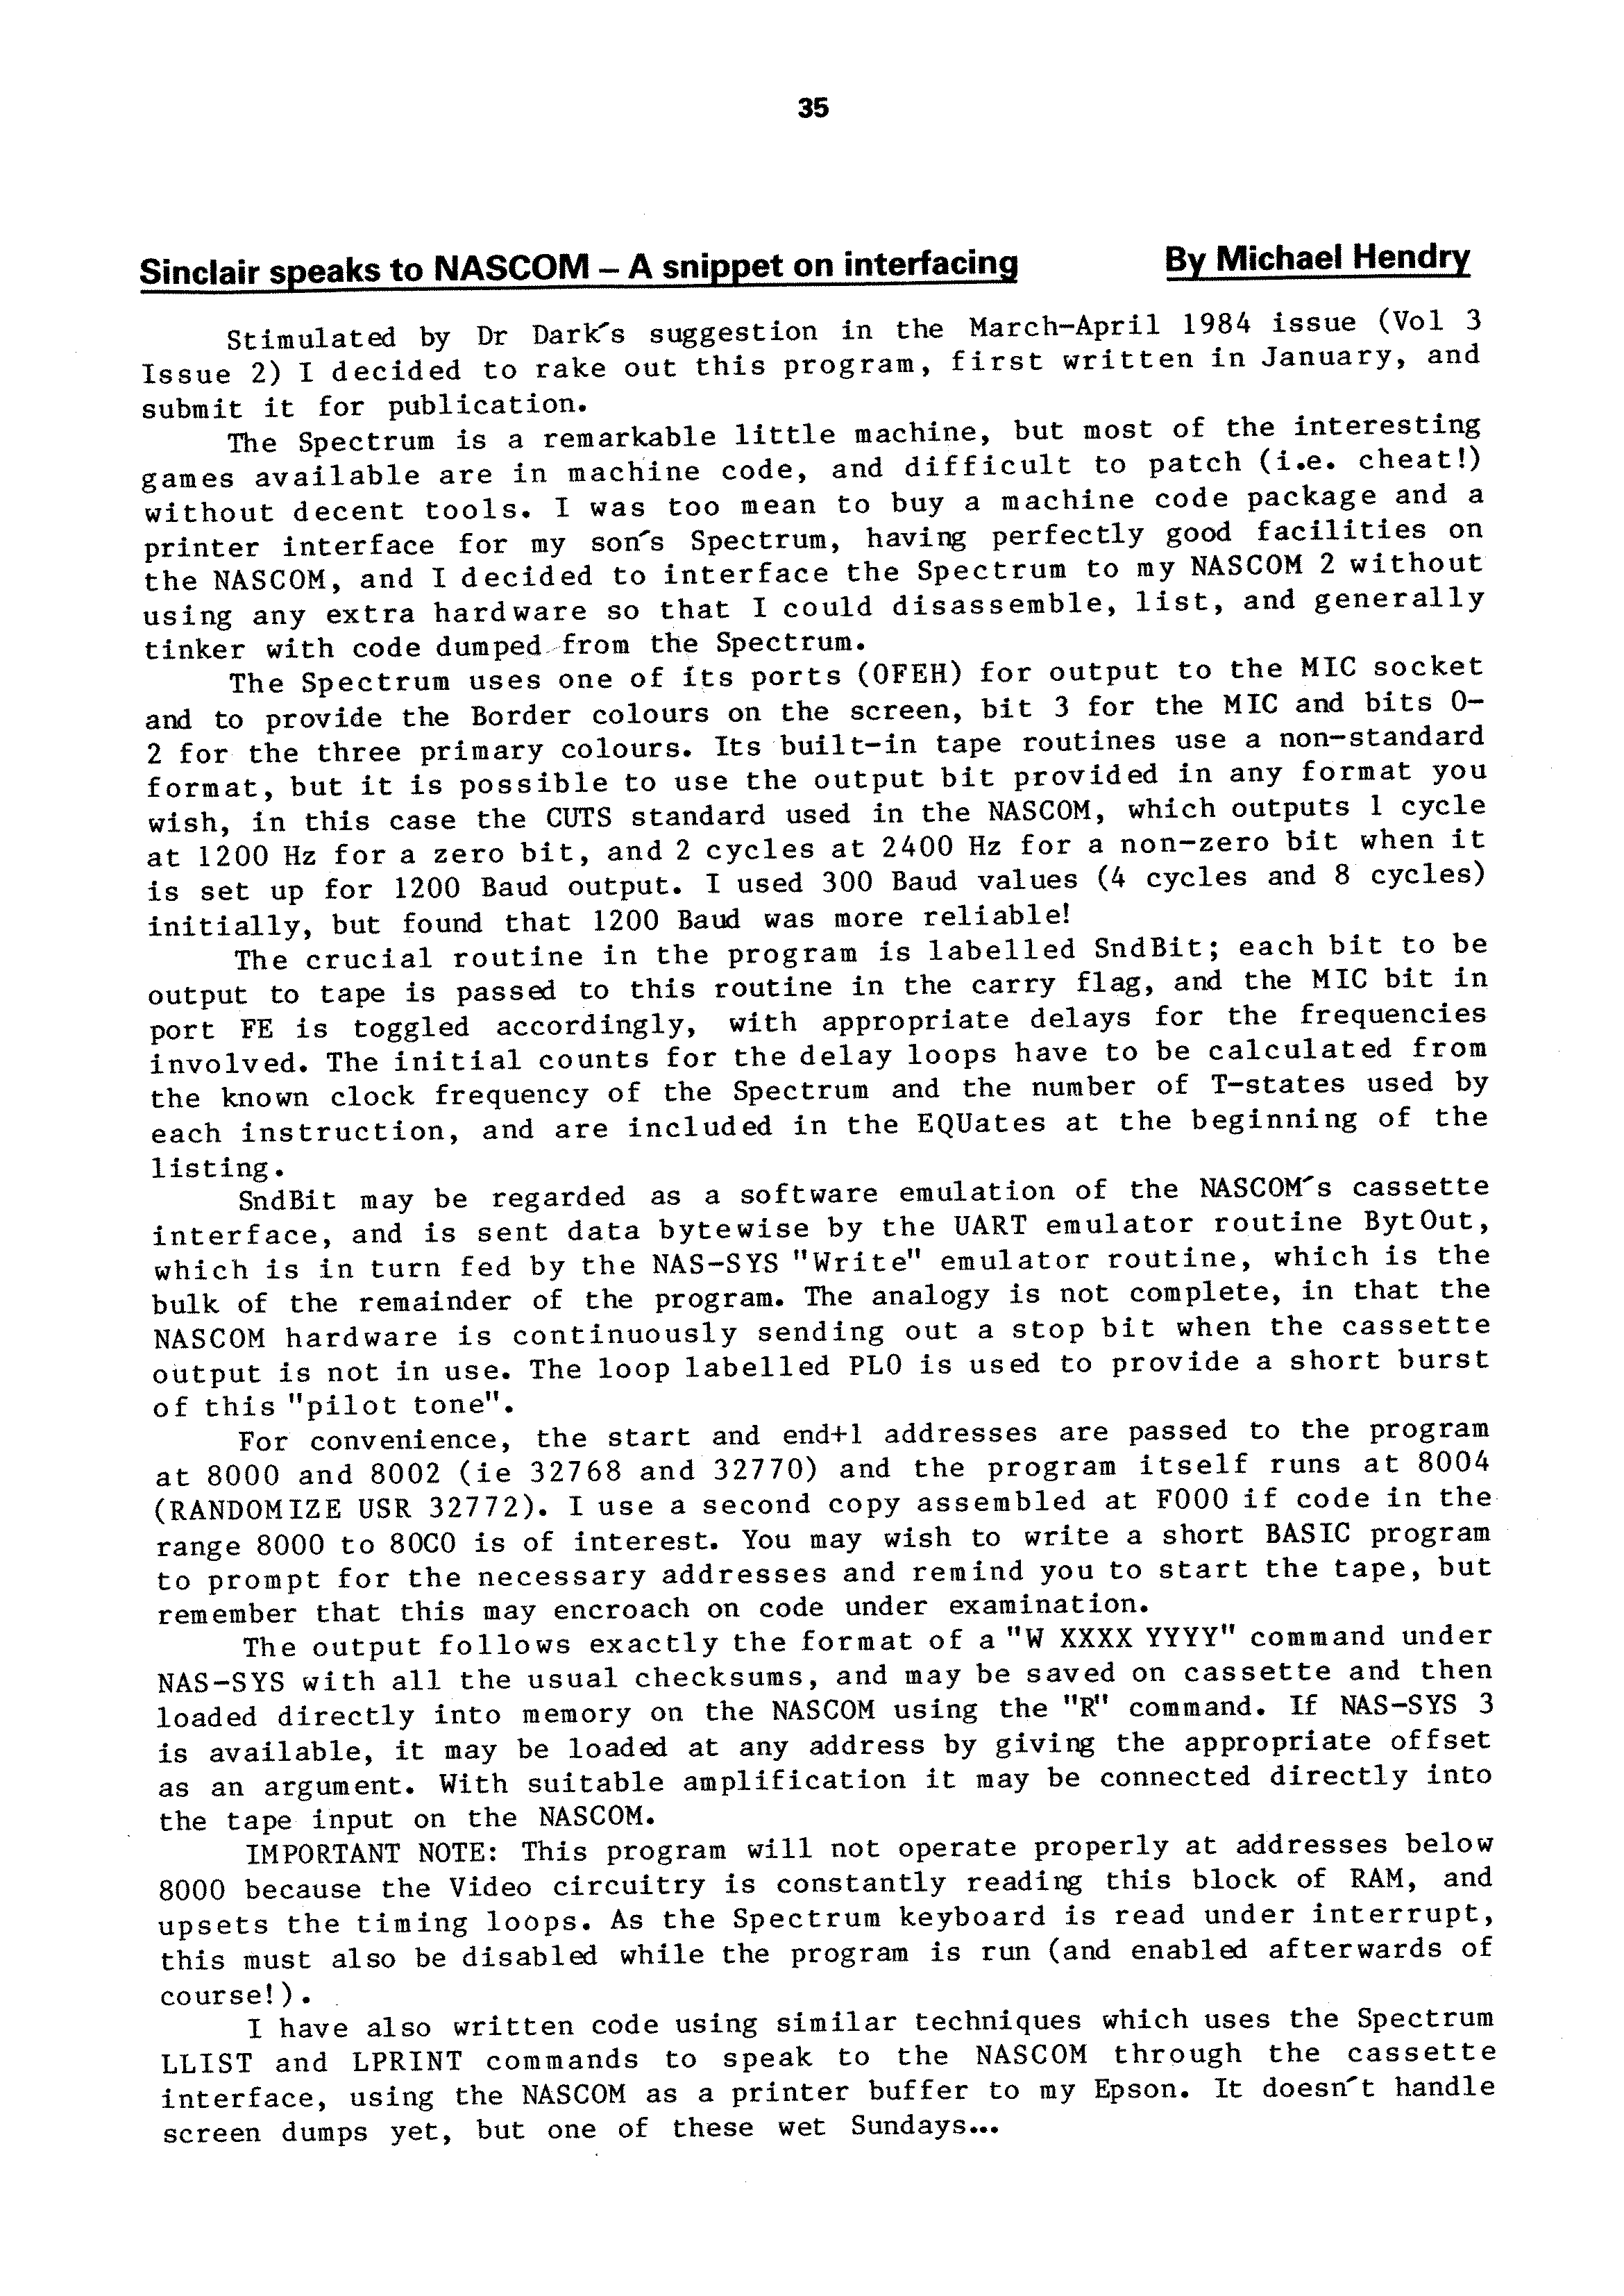 35
Sinclair speaks to NASCOM – A snippet on interfacing By Michael Hendry
Stimulated by Dr Dark's suggestion in the March-April 1984 issue (Vol 3
Issue 2) I decided to rake out this program, first written in January, and
submit it for publication.
The Spectrum is a remarkable little machine, but most of the interesting
games available are in machine code, and difficult to patch (i.e. cheat!)
without decent tools. I was too mean to buy a machine code package and a
printer interface for my son's Spectrum, having perfectly good facilities on
the NASCOM, and I decided to interface the Spectrum to my NASCOM 2 without
using any extra hardware so that I could disassemble, list, and generally
tinker with code dumped from the Spectrum.
The Spectrum uses one of its ports (0FEH) for output to the MIC socket
and to provide the Border colours on the screen, bit 3 for the MIC and bits 0-
2 for the three primary colours. Its built-in tape routines use a non-standard
format, but it is possible to use the output bit provided in any format you
wish, in this case the CUTS standard used in the NASCOM, which outputs 1 cycle
at 1200 Hz for a zero bit, and 2 cycles at 2400 Hz for a non-zero bit when it
is set up for 1200 Baud output. I used 300 Baud values (4 cycles and 8 cycles)
initially, but found that 1200 Baud was more reliable!
The crucial routine in the program is labelled SndBit; each bit to be
output to tape is passed to this routine in the carry flag, and the MIC bit in
port FE is toggled accordingly, with appropriate delays for the frequencies
involved. The initial counts for the delay loops have to be calculated from
the known clock frequency of the Spectrum and the number of T-states used by
each instruction, and are included in the EQUates at the beginning of the
listing.
SndBit may be regarded as a software emulation of the NASCOM's cassette
interface, and is sent data bytewise by the UART emulator routine BytOut,
which is in turn fed by the NAS-SYS "Write" emulator routine, which is the
bulk of the remainder of the program. The analogy is not complete, in that the
NASCOM hardware is continuously sending out a stop bit when the cassette
output is not in use. The loop labelled PL0 is used to provide a short burst
of this "pilot tone".
For convenience, the start and end+1 addresses are passed to the program
at 8000 and 8002 (ie 32768 and 32770) and the program itself runs at 8004
(RANDOMIZE USR 32772). I use a second copy assembled at F000 if code in the
range 8000 to 80C0 is of interest. You may wish to write a short BASIC program
to prompt for the necessary addresses and remind you to start the tape, but
remember that this may encroach on code under examination.
The output follows exactly the format of a "W XXXX YYYY" command under
NAS-SYS with all the usual checksums, and may be saved on cassette and then
loaded directly into memory on the NASCOM using the "R" command. If NAS-SYS 3
is available, it may be loaded at any address by giving the appropriate offset
as an argument. With suitable amplification it may be connected directly into
the tape input on the NASCOM.
IMPORTANT NOTE: This program will not operate properly at addresses below
8000 because the Video circuitry is constantly reading this block of RAM, and
upsets the timing loops. As the Spectrum keyboard is read under interrupt,
this must also be disabled while the program is run (and enabled afterwards of
course!).
I have also written code using similar techniques which uses the Spectrum
LLIST and LPRINT commands to speak to the NASCOM through the cassette
interface, using the NASCOM as a printer buffer to my Epson. It doesn't handle
screen dumps yet, but one of these wet Sundays...